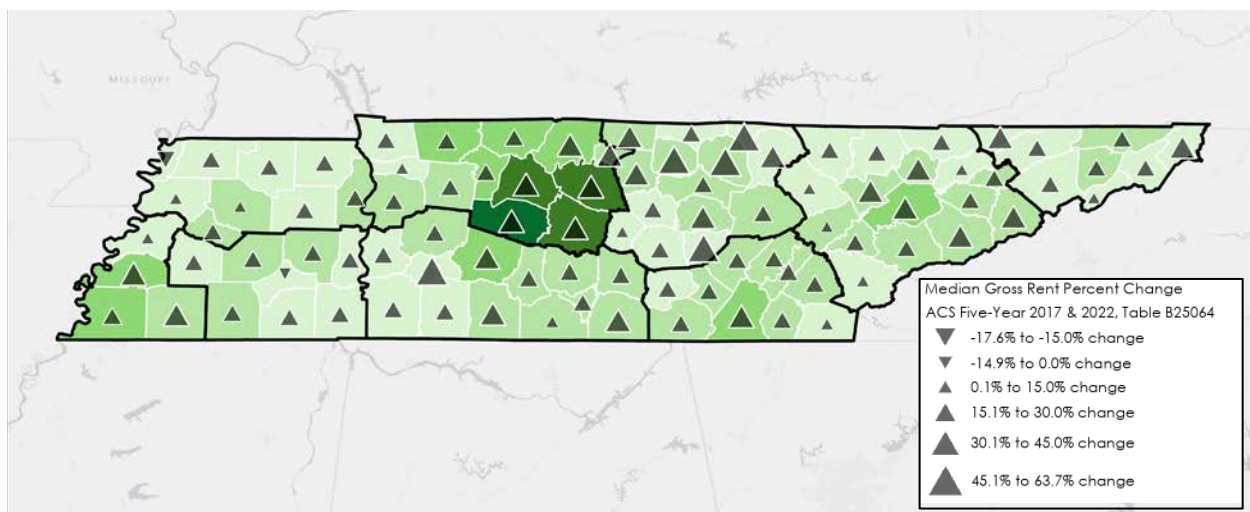 MISSOURI
Median Gross Rent Percent Change
ACS Five-Year 2017 & 2022, Table B25064
-17.6% to -15.0% change
-14.9% to 0.0% change
0.1% to 15.0% change
15.1% to 30.0% change
30.1% to 45.0% change
45.1% to 63.7% change